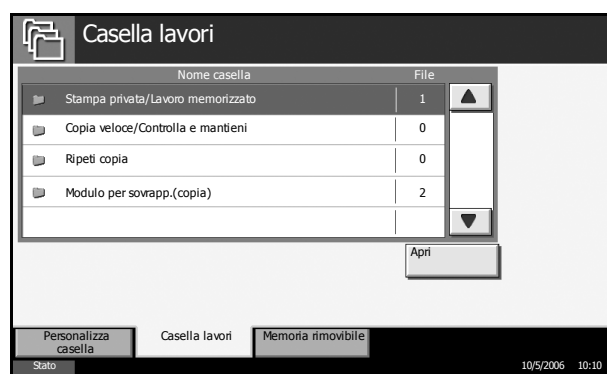 Casella lavori
Nome casella File
Stampa privata/Lavoro memorizzato 1
Copia veloce/Controlla e mantieni 0
Ripeti copia 0
Modulo per sovrapp.(copia) 2
Apri
Personalizza casella
Casella lavori
Memoria rimovibile
Stato 10/5/2006 10:10